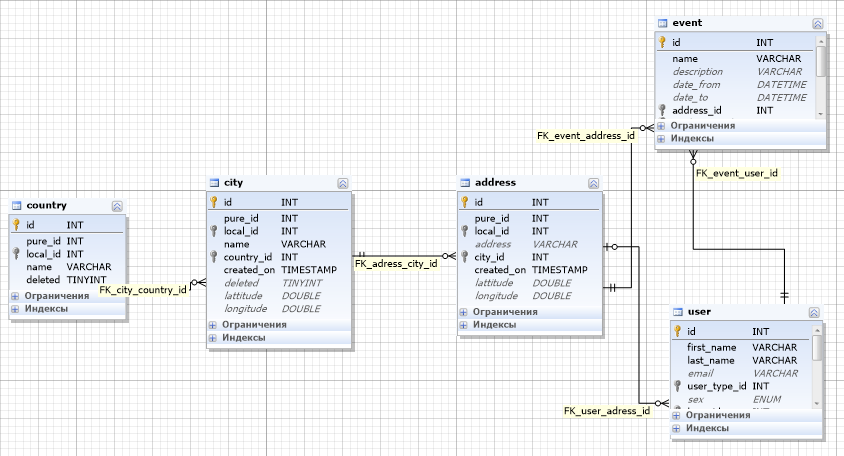 country
id INT
pure_id INT
local_id INT
name VARCHAR
deleted TINYINT
Ограничения
Индексы
FK_city_country_id
city
id INT
pure_id INT
local_id INT
name VARCHAR
country_id INT
created_on TIMESTAMP
deleted TINYINT
lattitude DOUBLE
longitude DOUBLE
Ограничения
Индексы
FK_adress_city_id
address
id INT
pure_id INT
local_id INT
address VARCHAR
city_id INT
created_on TIMESTAMP
lattitude DOUBLE
longitude DOUBLE
Ограничения
Индексы
FK_event_address_id
event
id INT
name VARCHAR
description VARCHAR
date_from DATETIME
date_to DATETIME
address_id INT
Ограничения
Индексы
FK_event_user_id
user
id INT
first_name VARCHAR
last_name VARCHAR
email VARCHAR
user_type_id INT
sex ENUM
Ограничения
Индексы
FK_user_adress_id